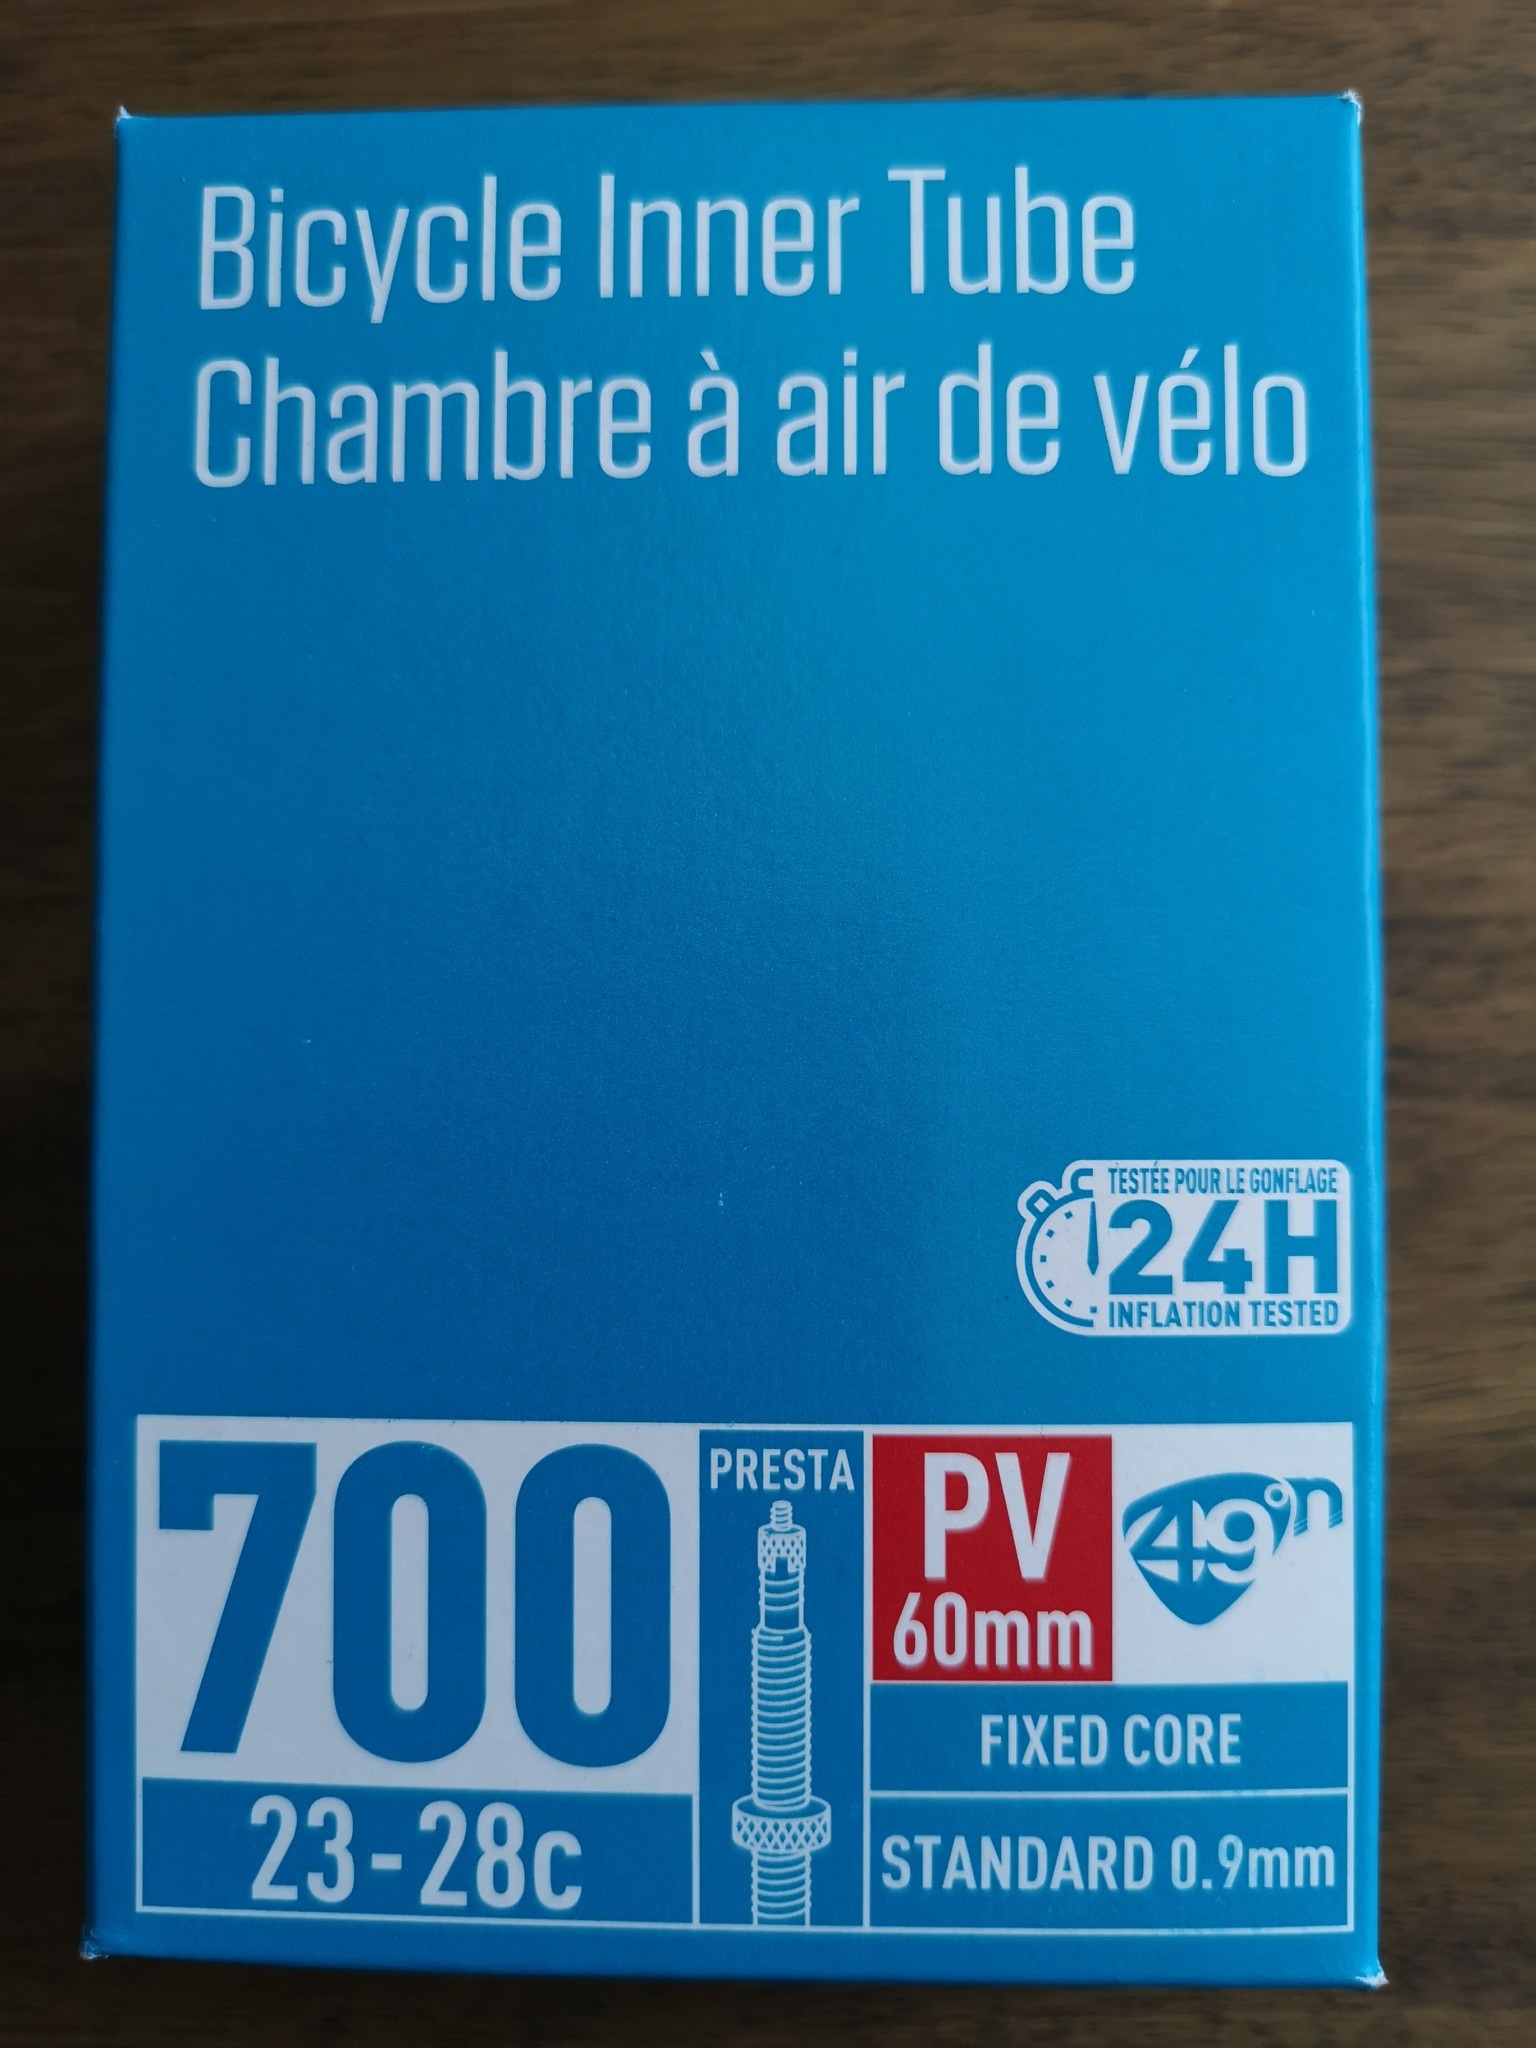 Bicycle Inner Tube
Chambre à air de vélo
TESTÉE POUR LE GONFLAGE
24H
INFLATION TESTED
700
23-28c
PRESTA
PV
60mm
49°n
FIXED CORE
STANDARD 0.9mm